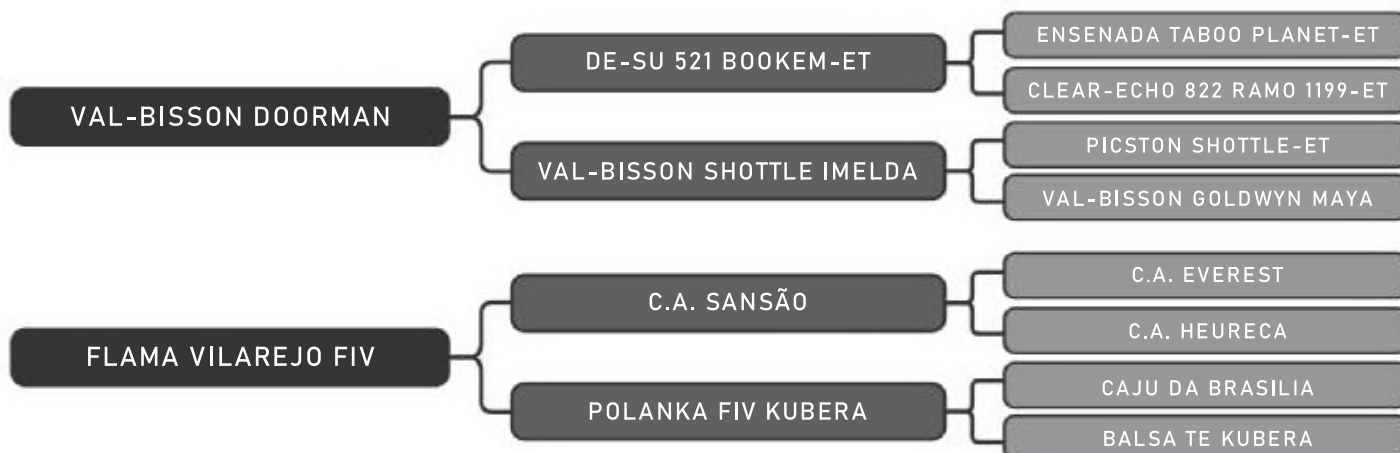 VAL-BISSON DOORMAN
DE-SU 521 BOOKEM-ET
ENSENADA TABOO PLANET-ET
CLEAR-ECHO 822 RAMO 1199-ET
VAL-BISSON SHOTTLE IMELDA
PICSTON SHOTTLE-ET
VAL-BISSON GOLDWYN MAYA
FLAMA VILAREJO FIV
C.A. SANSÃO
C.A. EVEREST
C.A. HEURECA
POLANKA FIV KUBERA
CAJU DA BRASILIA
BALSA TE KUBERA